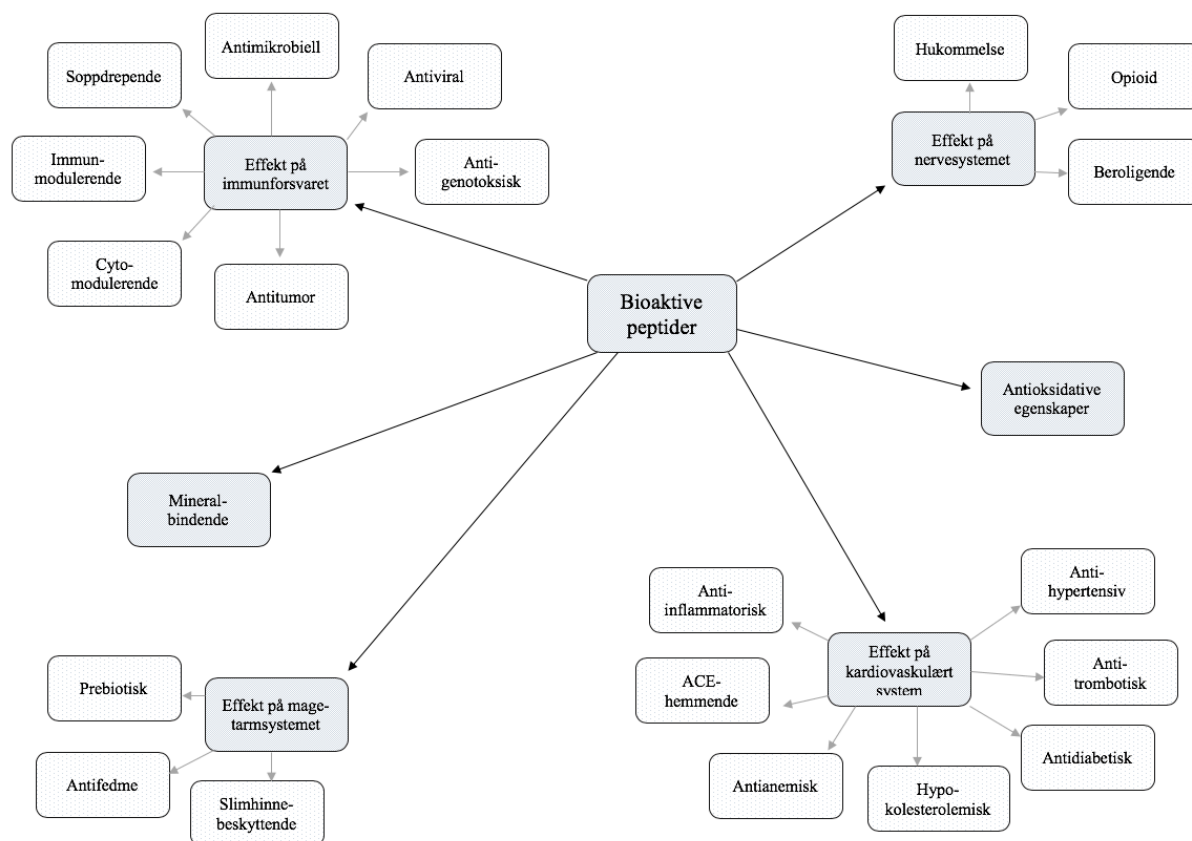 Antimikrobiell
Soppdrepende
Antiviral
Immun-
modulerende
Effekt på
immunforsvaret
Anti-
genotoksisk
Cyto-
modulerende
Antitumor
Hukommelse
Opioid
Effekt på
nervesystemet
Beroligende
Bioaktive
peptider
Antioksidative
egenskaper
Mineral-
bindende
Prebiotisk
Effekt på mage-
tarmsystemet
Antifedme
Slimhinne-
beskyttende
Anti-
inflammatorisk
Anti-
hypertensiv
Effekt på
kardiovaskulært
system
ACE-
hemmende
Anti-
trombotisk
Antianemisk
Hypo-
kolesterolemisk
Antidiabetisk